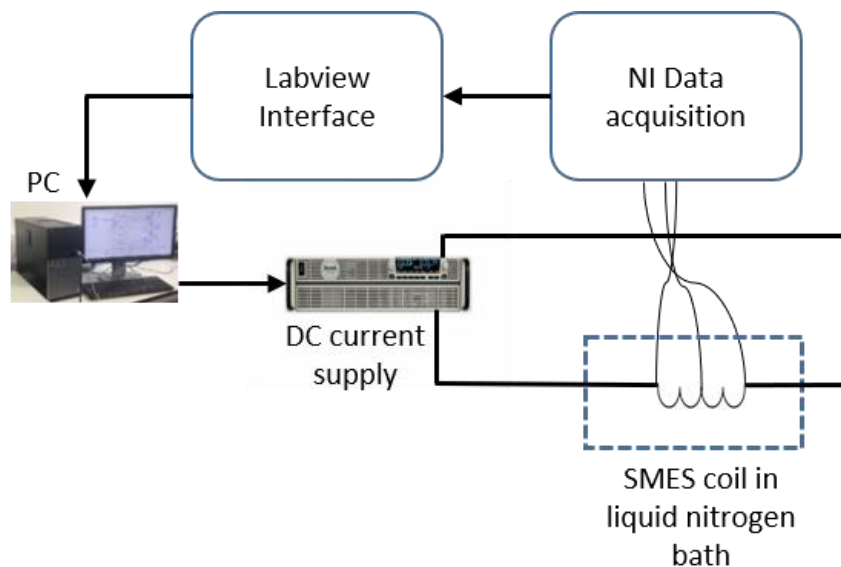 Labview
Interface
NI Data
acquisition
PC
DC current
supply
SMES coil in
liquid nitrogen
bath